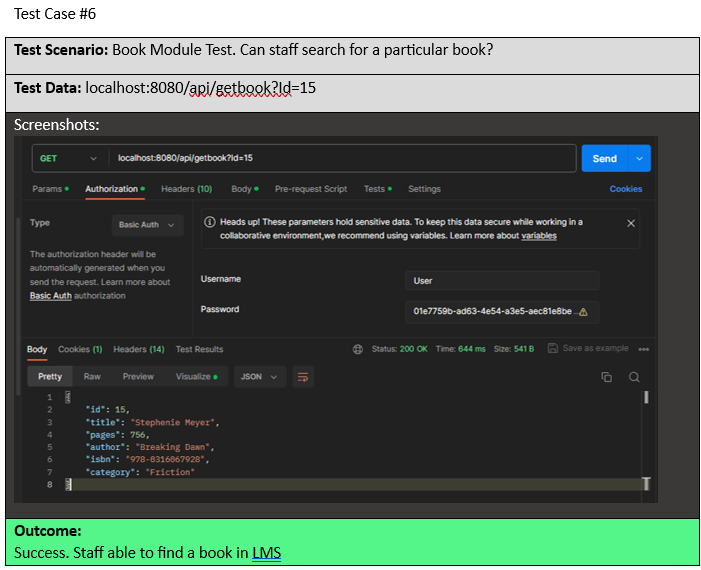 Test Case #6
Test Scenario: Book Module Test. Can staff search for a particular book?
Test Data: localhost:8080/api/getbook?Id=15
Screenshots:
GET localhost:8080/api/getbook?Id=15 Send
Params Authorization Headers (10) Body Pre-request Script Tests Settings Cookies
Type Basic Auth
Heads up! These parameters hold sensitive data. To keep this data secure while working in a
collaborative environment,we recommend using variables. Learn more about variables
The authorization header will be
automatically generated when you
send the request. Learn more about
Basic Auth authorization
Username User
Password 01e7759b-ad63-4e54-a3e5-aec81e8be
Body Cookies (1) Headers (14) Test Results Status: 200 OK Time: 644 ms Size: 541 B Save as example
Pretty Raw Preview Visualize JSON
1 {
2 "id": 15,
3 "title": "Stephenie Meyer",
4 "pages": 756,
5 "author": "Breaking Dawn",
6 "isbn": "978-0316067928",
7 "category": "Friction"
8 }
Outcome:
Success. Staff able to find a book in LMS